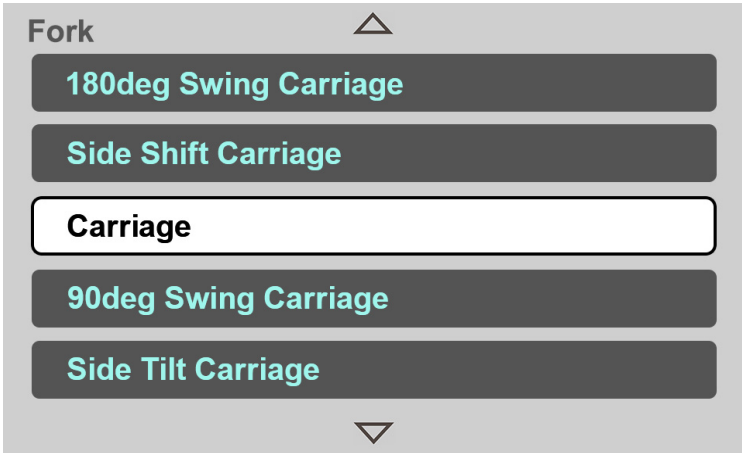 Fork
180deg Swing Carriage
Side Shift Carriage
Carriage
90deg Swing Carriage
Side Tilt Carriage